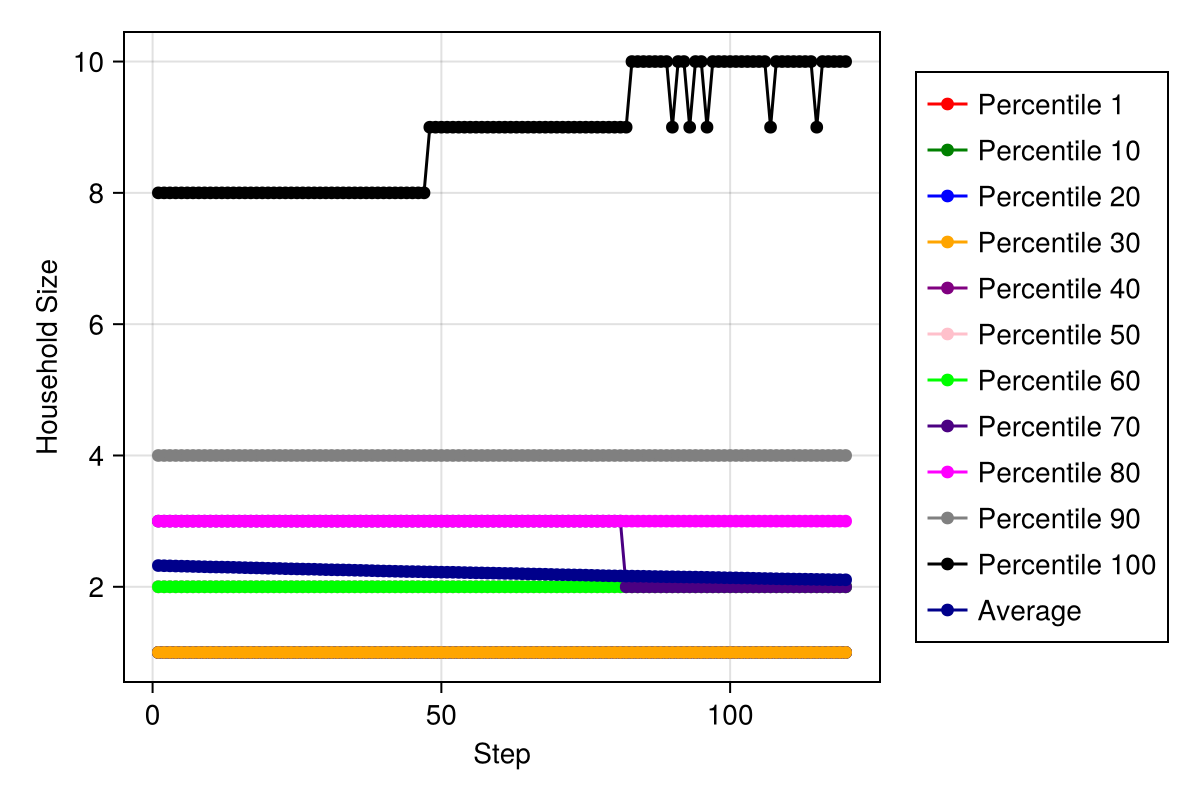 10
8
6
4
2
Household Size
0
50
100
Step
Percentile 1
Percentile 10
Percentile 20
Percentile 30
Percentile 40
Percentile 50
Percentile 60
Percentile 70
Percentile 80
Percentile 90
Percentile 100
Average